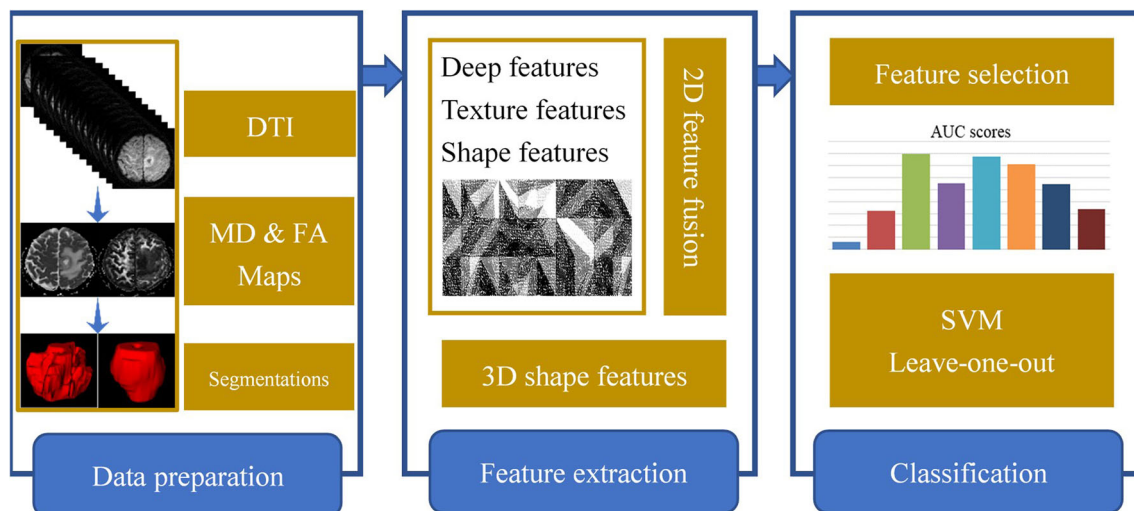 DTI
MD & FA
Maps
Segmentations
Data preparation
Deep features
Texture features
Shape features
2D feature fusion
3D shape features
Feature extraction
Feature selection
AUC scores
SVM
Leave-one-out
Classification